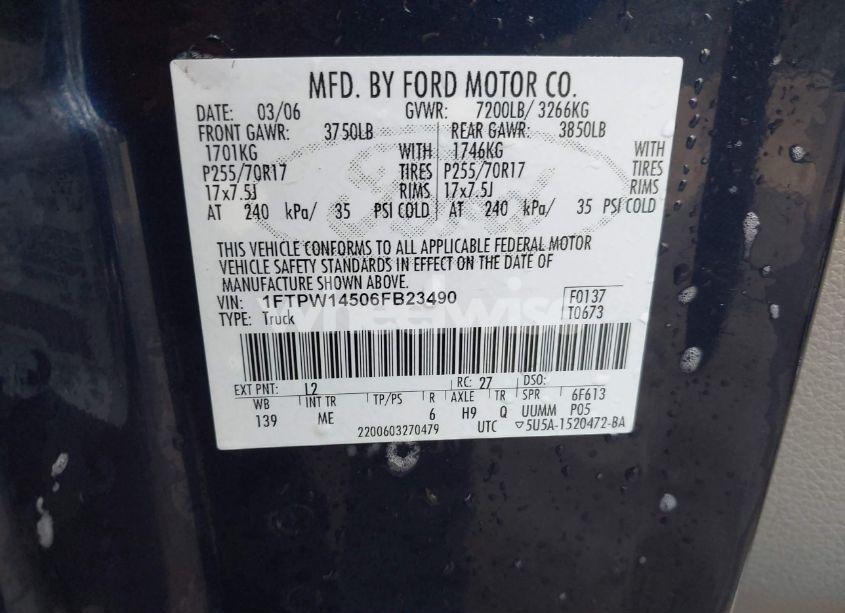 MFD. BY FORD MOTOR CO.
DATE: 03/06 GVWR: 7200LB/ 3266KG
FRONT GAWR: 3750LB REAR GAWR: 3850LB
1701KG WITH 1746KG WITH
P255/70R17 TIRES P255/70R17 TIRES
17x7.5J RIMS 17x7.5J RIMS
AT 240 kPa/ 35 PSI COLD AT 240 kPa/ 35 PSI COLD
THIS VEHICLE CONFORMS TO ALL APPLICABLE FEDERAL MOTOR
VEHICLE SAFETY STANDARDS IN EFFECT ON THE DATE OF
MANUFACTURE SHOWN ABOVE.
VIN: 1FTPW14506FB23490 F0137
TYPE: Truck T0673
wheelwise
EXT PNT: L2 RC: 27 DSO:
WB INT TR TP/PS R AXLE TR SPR 6F613
139 ME 6 H9 Q UUMM P05
2200603270479 UTC ▽5U5A-1520472-BA